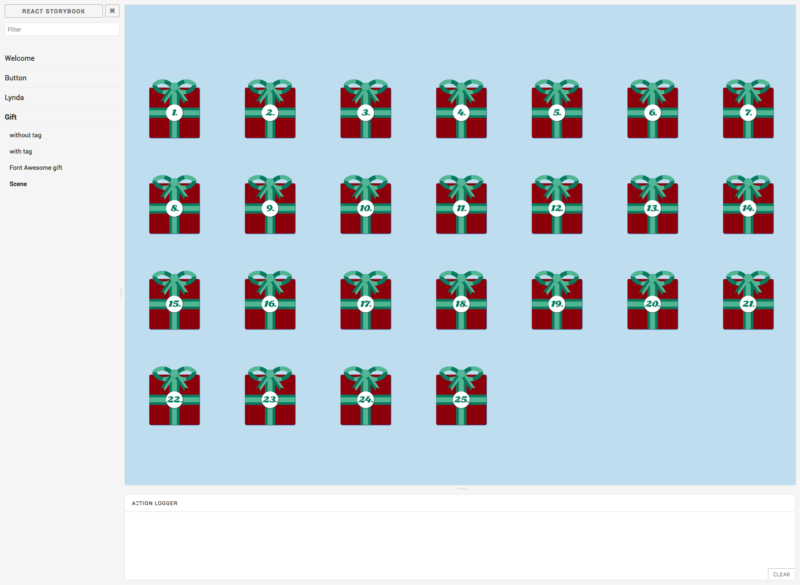 REACT STORYBOOK ⌘
Filter
Welcome
Button
Lynda
Gift
without tag
with tag
Font Awesome gift
Scene
1. 2. 3. 4. 5. 6. 7.
8. 9. 10. 11. 12. 13. 14.
15. 16. 17. 18. 19. 20. 21.
22. 23. 24. 25.
ACTION LOGGER
CLEAR